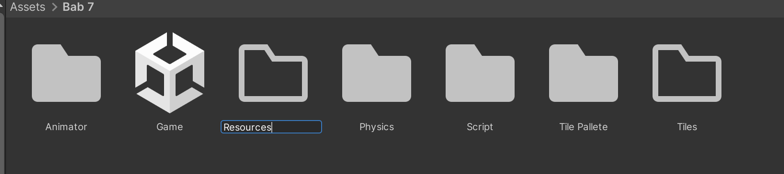 Assets > Bab 7
Animator
Game
Resources
Physics
Script
Tile Pallete
Tiles